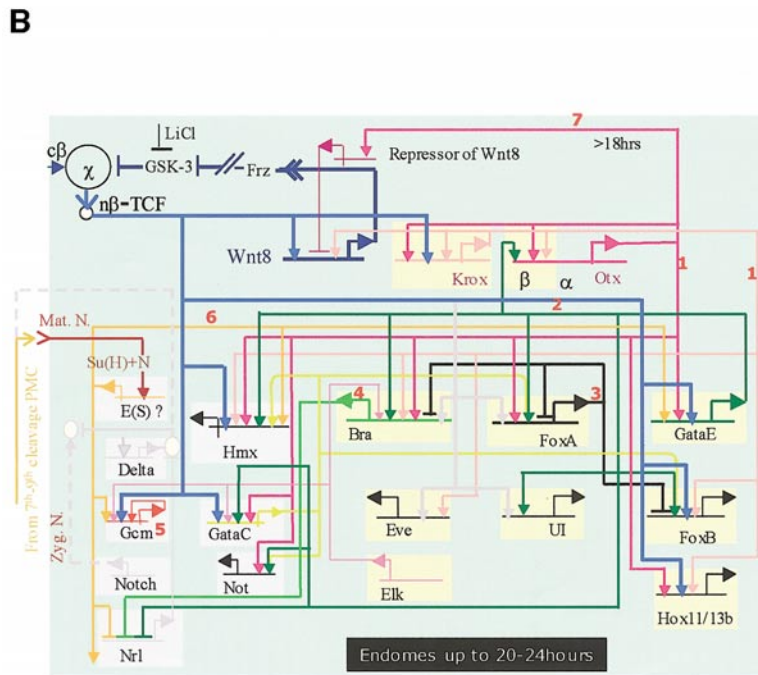 B
7
LiCl
cβ
χ
GSK-3
Frz
Repressor of Wnt8
>18hrs
nβ-TCF
Wnt8
Krox
β
α
Otx
1
1
2
Mat. N.
6
Su(H)+N
E(S) ?
4
3
Hmx
Bra
FoxA
GataE
Delta
From 7th-9th cleavage PMC
Zyg. N.
Gcm
5
GataC
Eve
UI
FoxB
Notch
Not
Elk
Hox11/13b
Nrl
Endomes up to 20-24hours